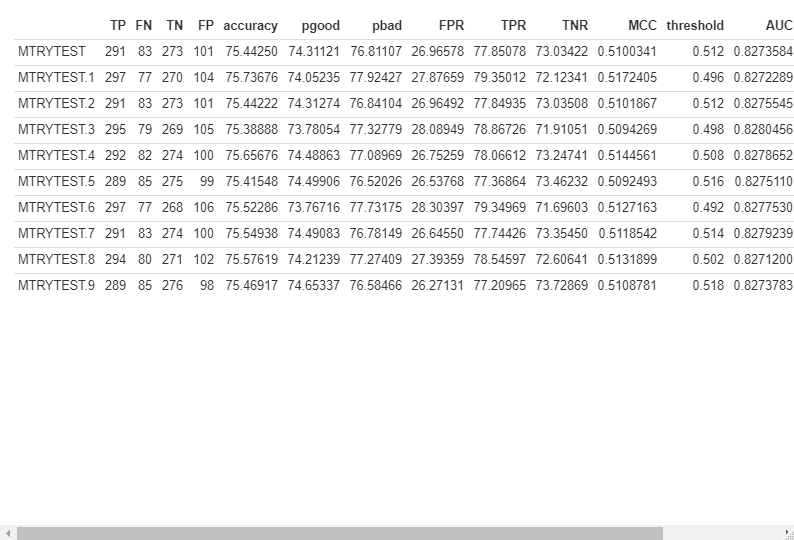 TP FN TN FP accuracy pgood pbad FPR TPR TNR MCC threshold AUC
MTRYTEST 291 83 273 101 75.44250 74.31121 76.81107 26.96578 77.85078 73.03422 0.5100341 0.512 0.8273584
MTRYTEST.1 297 77 270 104 75.73676 74.05235 77.92427 27.87659 79.35012 72.12341 0.5172405 0.496 0.8272289
MTRYTEST.2 291 83 273 101 75.44222 74.31274 76.84104 26.96492 77.84935 73.03508 0.5101867 0.512 0.8275545
MTRYTEST.3 295 79 269 105 75.38888 73.78054 77.32779 28.08949 78.86726 71.91051 0.5094269 0.498 0.8280456
MTRYTEST.4 292 82 274 100 75.65676 74.48863 77.08969 26.75259 78.06612 73.24741 0.5144561 0.508 0.8278652
MTRYTEST.5 289 85 275 99 75.41548 74.49906 76.52026 26.53768 77.36864 73.46232 0.5092493 0.516 0.8275110
MTRYTEST.6 297 77 268 106 75.52286 73.76716 77.73175 28.30397 79.34969 71.69603 0.5127163 0.492 0.8277530
MTRYTEST.7 291 83 274 100 75.54938 74.49083 76.78149 26.64550 77.74426 73.35450 0.5118542 0.514 0.8279239
MTRYTEST.8 294 80 271 102 75.57619 74.21239 77.27409 27.39359 78.54597 72.60641 0.5131899 0.502 0.8271200
MTRYTEST.9 289 85 276 98 75.46917 74.65337 76.58466 26.27131 77.20965 73.72869 0.5108781 0.518 0.8273783